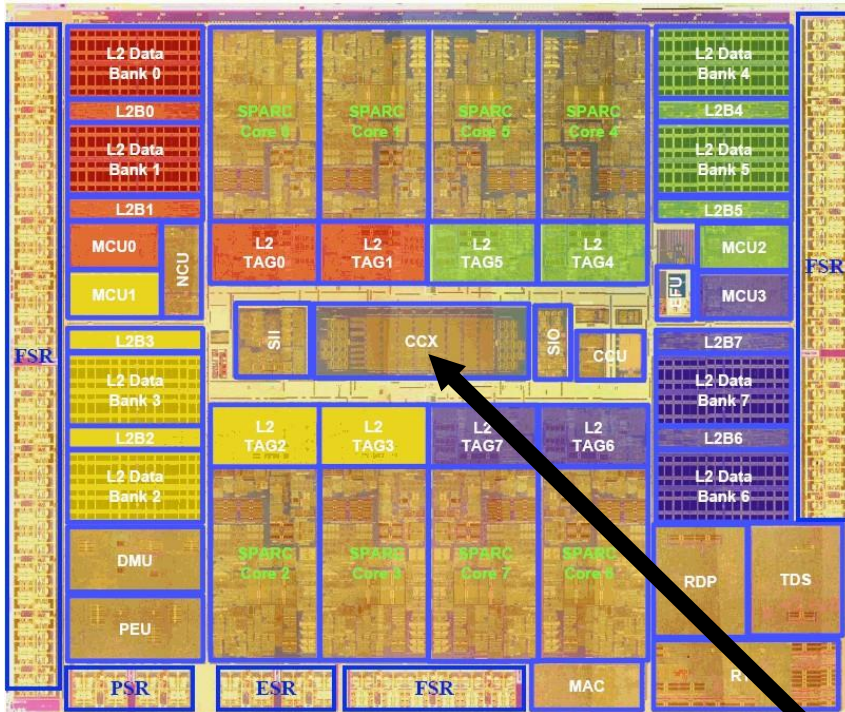 L2 Data
Bank 0
SPARC
Core 0
SPARC
Core 1
SPARC
Core 5
SPARC
Core 4
L2 Data
Bank 4
L2B0
L2B4
L2 Data
Bank 1
L2 Data
Bank 5
L2B1
L2B5
MCU0
NCU
L2
TAG0
L2
TAG1
L2
TAG5
L2
TAG4
MCU2
FSR
MCU1
EFU
MCU3
FSR
L2B3
SII
CCX
SIO
CCU
L2B7
L2 Data
Bank 3
L2 Data
Bank 7
L2B2
L2
TAG2
L2
TAG3
L2
TAG7
L2
TAG6
L2B6
L2 Data
Bank 2
L2 Data
Bank 6
DMU
SPARC
Core 2
SPARC
Core 3
SPARC
Core 7
SPARC
RDP
TDS
PEU
PSR
ESR
FSR
MAC